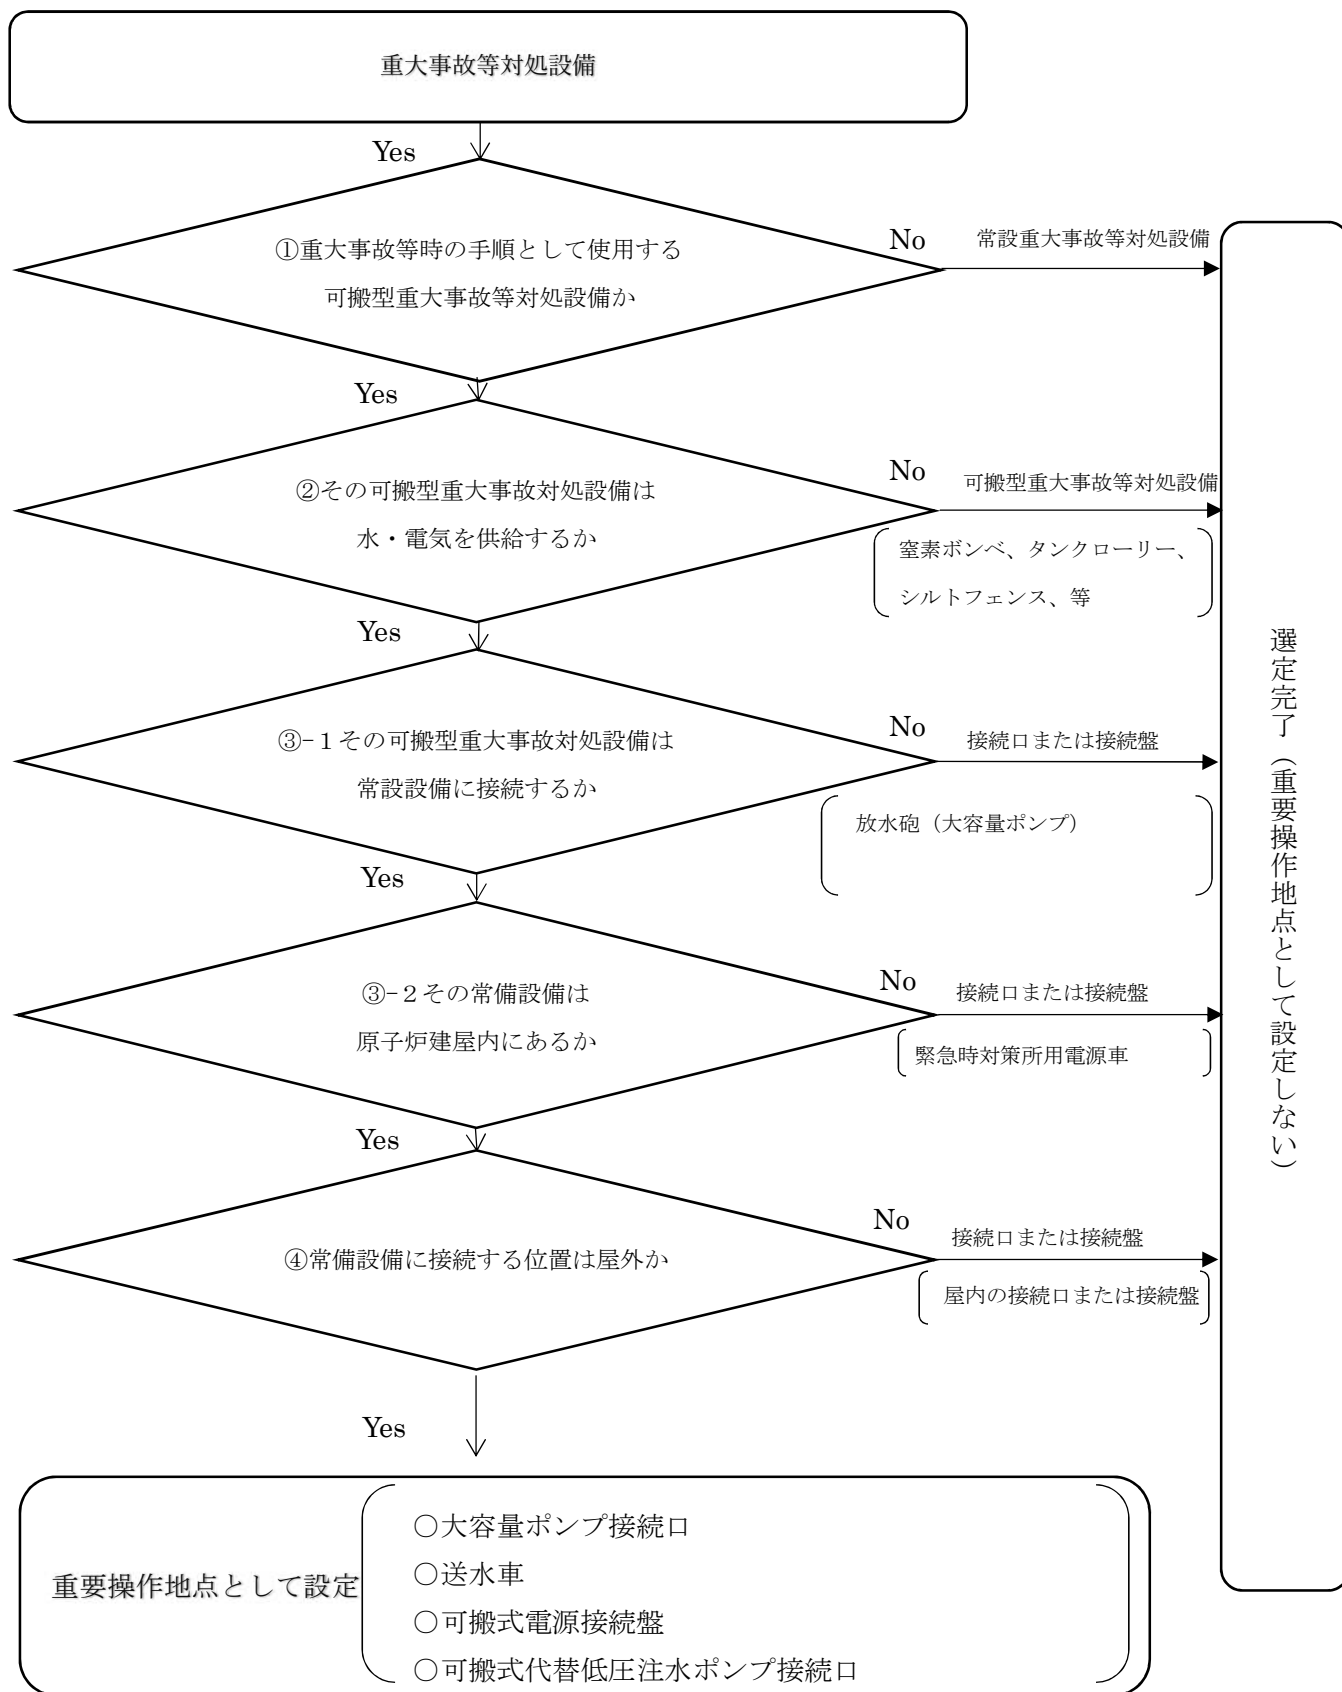 重大事故等対処設備
Yes
①重大事故等時の手順として使用する
可搬型重大事故等対処設備か
No
常設重大事故等対処設備
Yes
②その可搬型重大事故対処設備は
水・電気を供給するか
No
可搬型重大事故等対処設備
窒素ボンベ、タンクローリー、
シルトフェンス、等
Yes
③-１その可搬型重大事故対処設備は
常設設備に接続するか
No
接続口または接続盤
放水砲（大容量ポンプ）
Yes
③-２その常備設備は
原子炉建屋内にあるか
No
接続口または接続盤
緊急時対策所用電源車
Yes
④常備設備に接続する位置は屋外か
No
接続口または接続盤
屋内の接続口または接続盤
Yes
選定完了（重要操作地点として設定しない）
重要操作地点として設定
○大容量ポンプ接続口
○送水車
○可搬式電源接続盤
○可搬式代替低圧注水ポンプ接続口